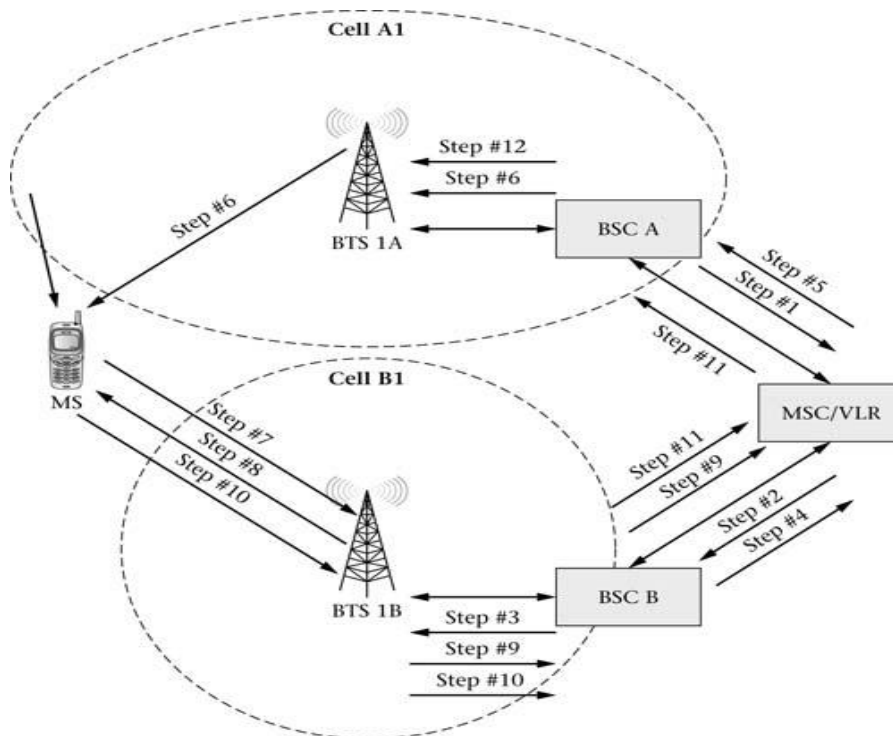 Cell A1
Step #12
Step #6
Step #6
BTS 1A
BSC A
Step #5
Step #1
Step #11
Cell B1
MS
MSC/VLR
Step #7
Step #8
Step #10
Step #11
Step #9
Step #2
Step #4
BTS 1B
BSC B
Step #3
Step #9
Step #10